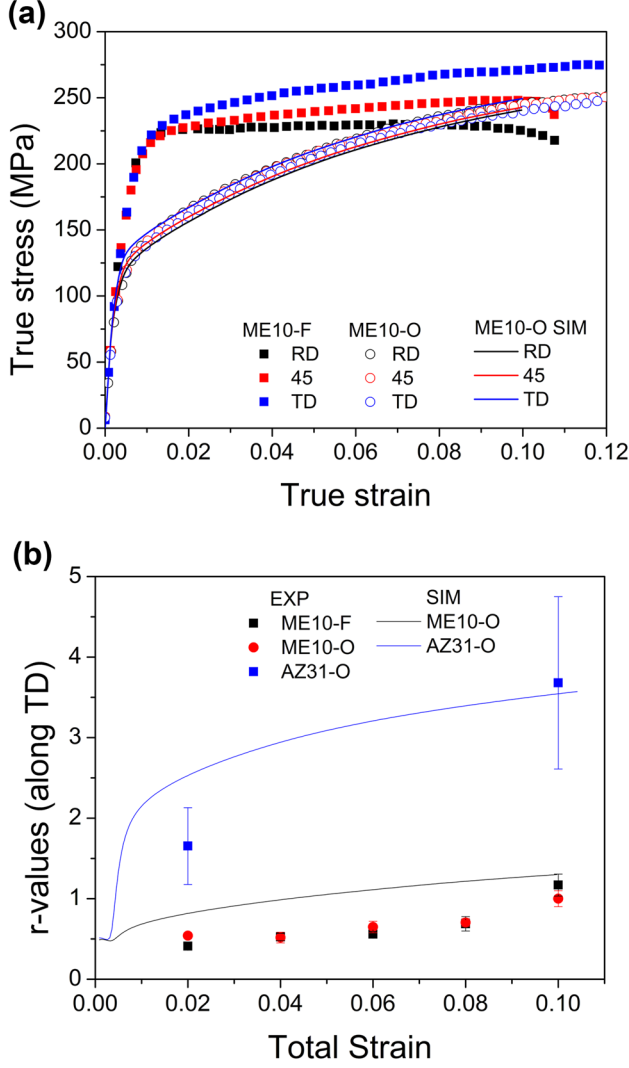 (a)
300
250
200
150
100
50
0
True stress (MPa)
ME10-F ME10-O ME10-O SIM
RD RD RD
45 45 45
TD TD TD
0.00 0.02 0.04 0.06 0.08 0.10 0.12
True strain
(b)
5
4
3
2
1
0
r-values (along TD)
EXP SIM
ME10-F ME10-O
ME10-O AZ31-O
AZ31-O
0.00 0.02 0.04 0.06 0.08 0.10
Total Strain